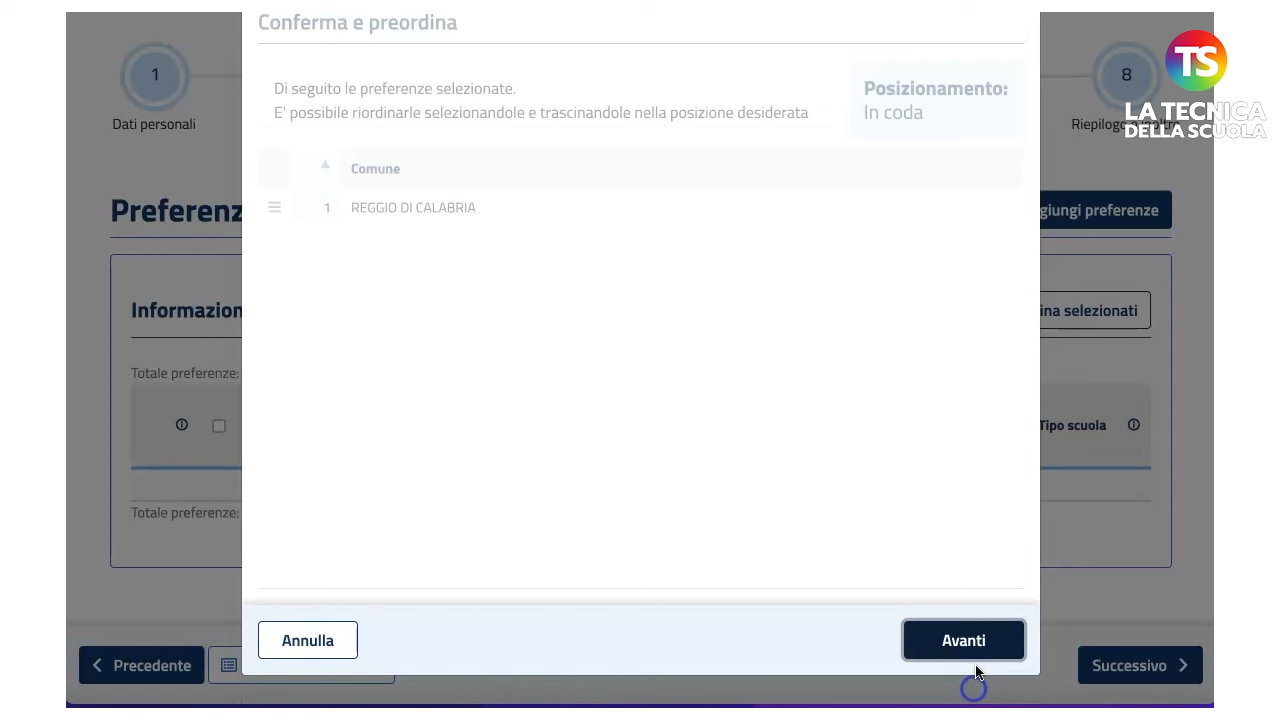 Conferma e preordina
Di seguito le preferenze selezionate.
E' possibile riordinarle selezionandole e trascinandole nella posizione desiderata
Posizionamento:
In coda
TS
LA TECNICA
DELLA SCUOLA
1
Dati personali
8
Riepilogo e inoltro
Comune
1 REGGIO DI CALABRIA
Preferenz
giungi preferenze
Informazion
ina selezionati
Totale preferenze:
Tipo scuola
Totale preferenze:
Annulla
Avanti
Precedente
Successivo